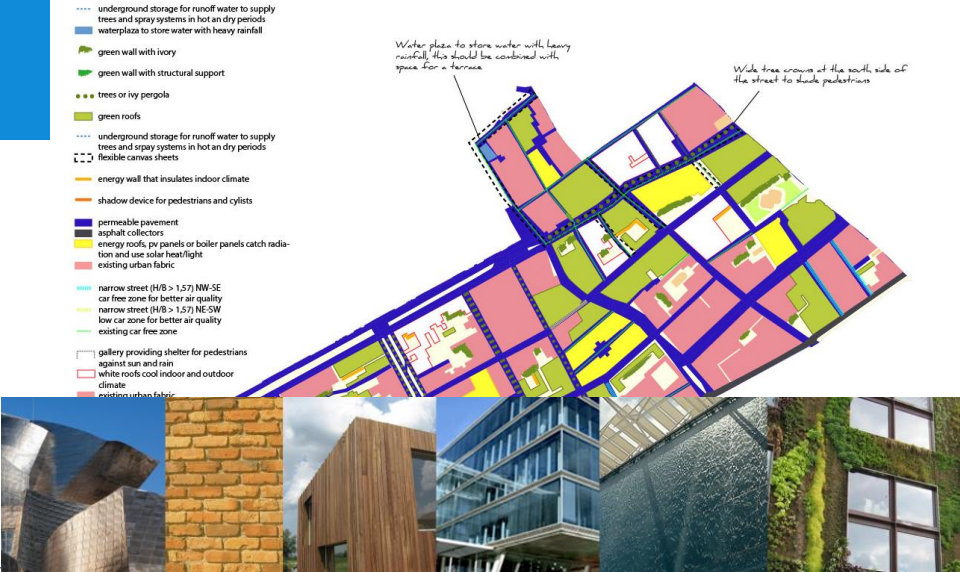 underground storage for runoff water to supply
trees and spray systems in hot an dry periods
waterplaza to store water with heavy rainfall
green wall with ivory
green wall with structural support
trees or ivy pergola
green roofs
underground storage for runoff water to supply
trees and srpay systems in hot an dry periods
flexible canvas sheets
energy wall that insulates indoor climate
shadow device for pedestrians and cylists
permeable pavement
asphalt collectors
energy roofs, pv panels or boiler panels catch radia-
tion and use solar heat/light
existing urban fabric
narrow street (H/B > 1,57) NW-SE
car free zone for better air quality
narrow street (H/B > 1,57) NE-SW
low car zone for better air quality
existing car free zone
gallery providing shelter for pedestrians
against sun and rain
white roofs cool indoor and outdoor
climate
existing urban fabric
Water plaza to store water with heavy
rainfall, this should be combined with
space for a terrace
Wide tree crowns at the south side of
the street to shade pedestrians